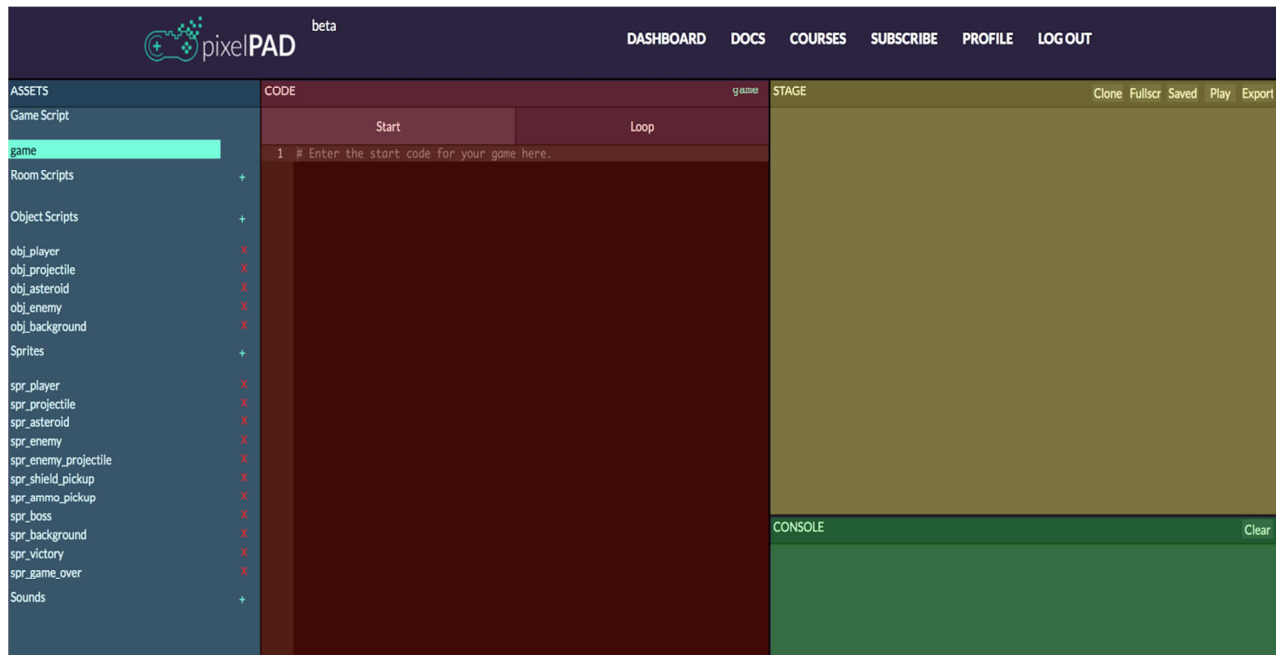 pixelPAD beta
DASHBOARD DOCS COURSES SUBSCRIBE PROFILE LOG OUT
ASSETS
Game Script
game
Room Scripts +
Object Scripts +
obj_player X
obj_projectile X
obj_asteroid X
obj_enemy X
obj_background X
Sprites +
spr_player X
spr_projectile X
spr_asteroid X
spr_enemy X
spr_enemy_projectile X
spr_shield_pickup X
spr_ammo_pickup X
spr_boss X
spr_background X
spr_victory X
spr_game_over X
Sounds +
CODE game
Start Loop
1 # Enter the start code for your game here.
STAGE Clone Fullscr Saved Play Export
CONSOLE Clear